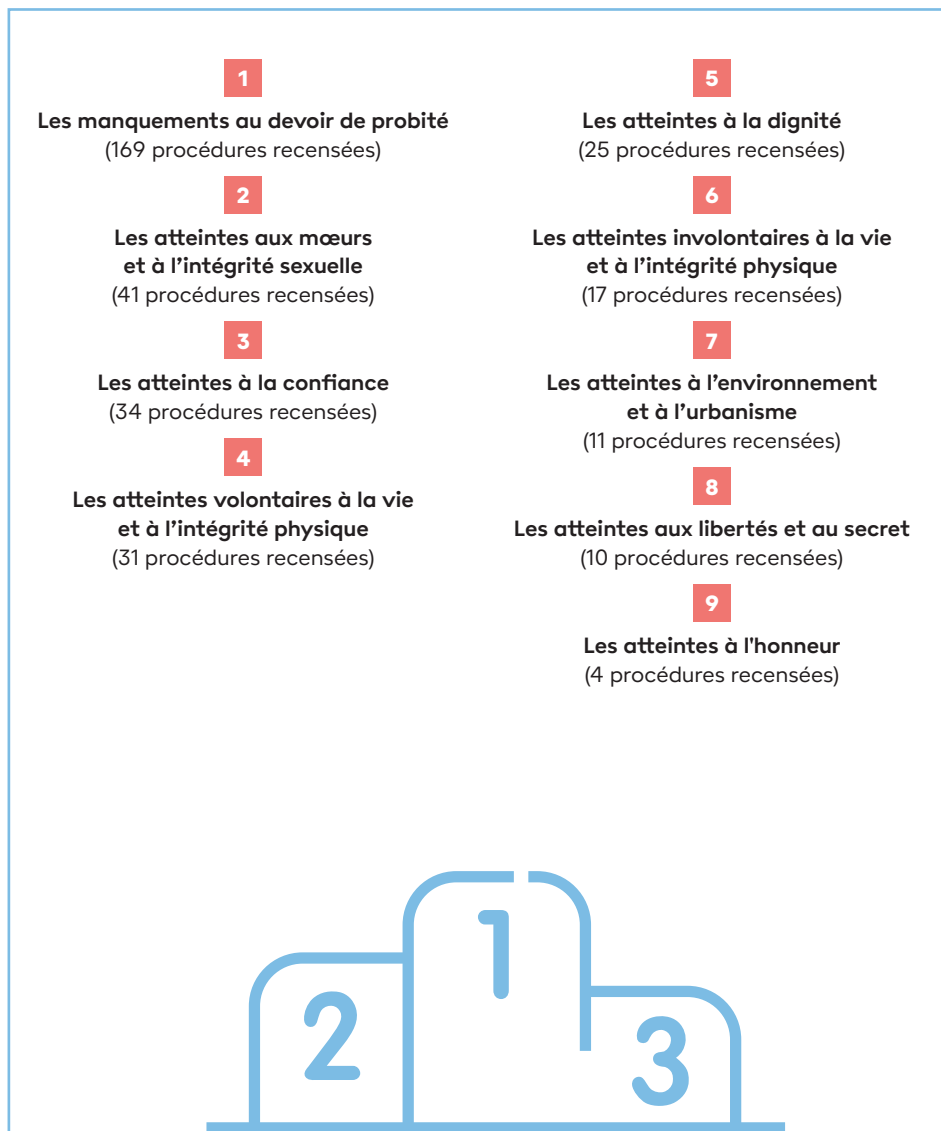 1
Les manquements au devoir de probité
(169 procédures recensées)
2
Les atteintes aux mœurs
et à l’intégrité sexuelle
(41 procédures recensées)
3
Les atteintes à la confiance
(34 procédures recensées)
4
Les atteintes volontaires à la vie
et à l’intégrité physique
(31 procédures recensées)
5
Les atteintes à la dignité
(25 procédures recensées)
6
Les atteintes involontaires à la vie
et à l’intégrité physique
(17 procédures recensées)
7
Les atteintes à l’environnement
et à l’urbanisme
(11 procédures recensées)
8
Les atteintes aux libertés et au secret
(10 procédures recensées)
9
Les atteintes à l'honneur
(4 procédures recensées)
2
1
3